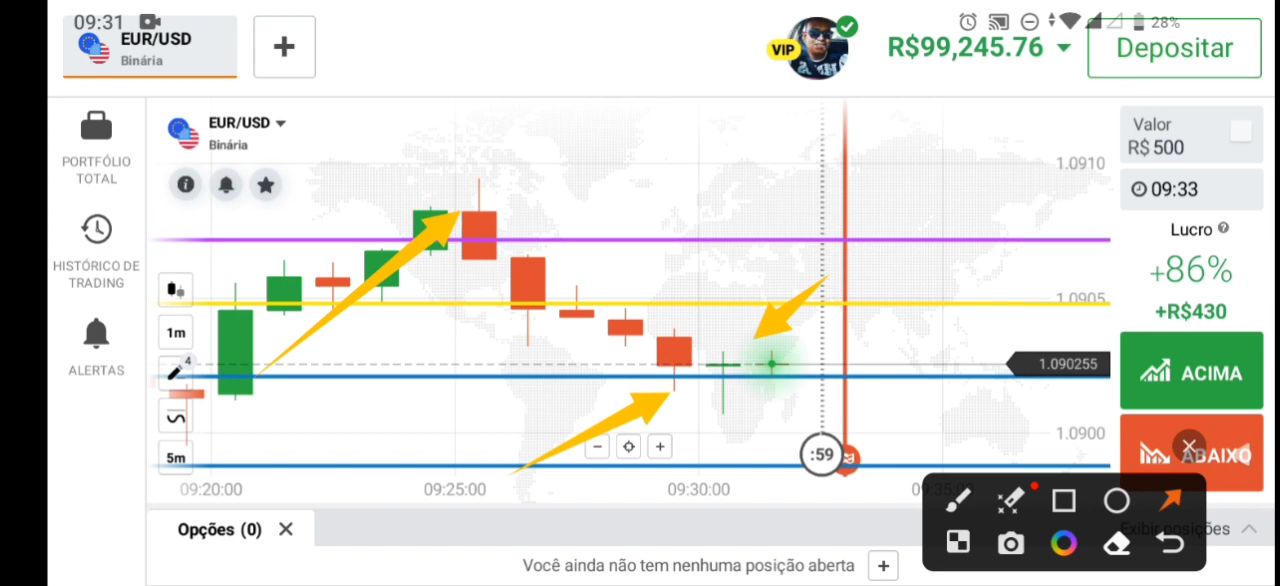 09:31
28%
EUR/USD
Binária
+
VIP
R$99,245.76
Depositar
PORTFÓLIO
TOTAL
HISTÓRICO DE
TRADING
ALERTAS
EUR/USD
Binária
1m
4
5m
1.0910
1.0905
1.090255
1.0900
:59
09:20:00
09:25:00
09:30:00
09:35:00
Valor
R$ 500
09:33
Lucro
+86%
+R$430
ACIMA
ABAIXO
Opções (0)
Exibir posições
Você ainda não tem nenhuma posição aberta
+